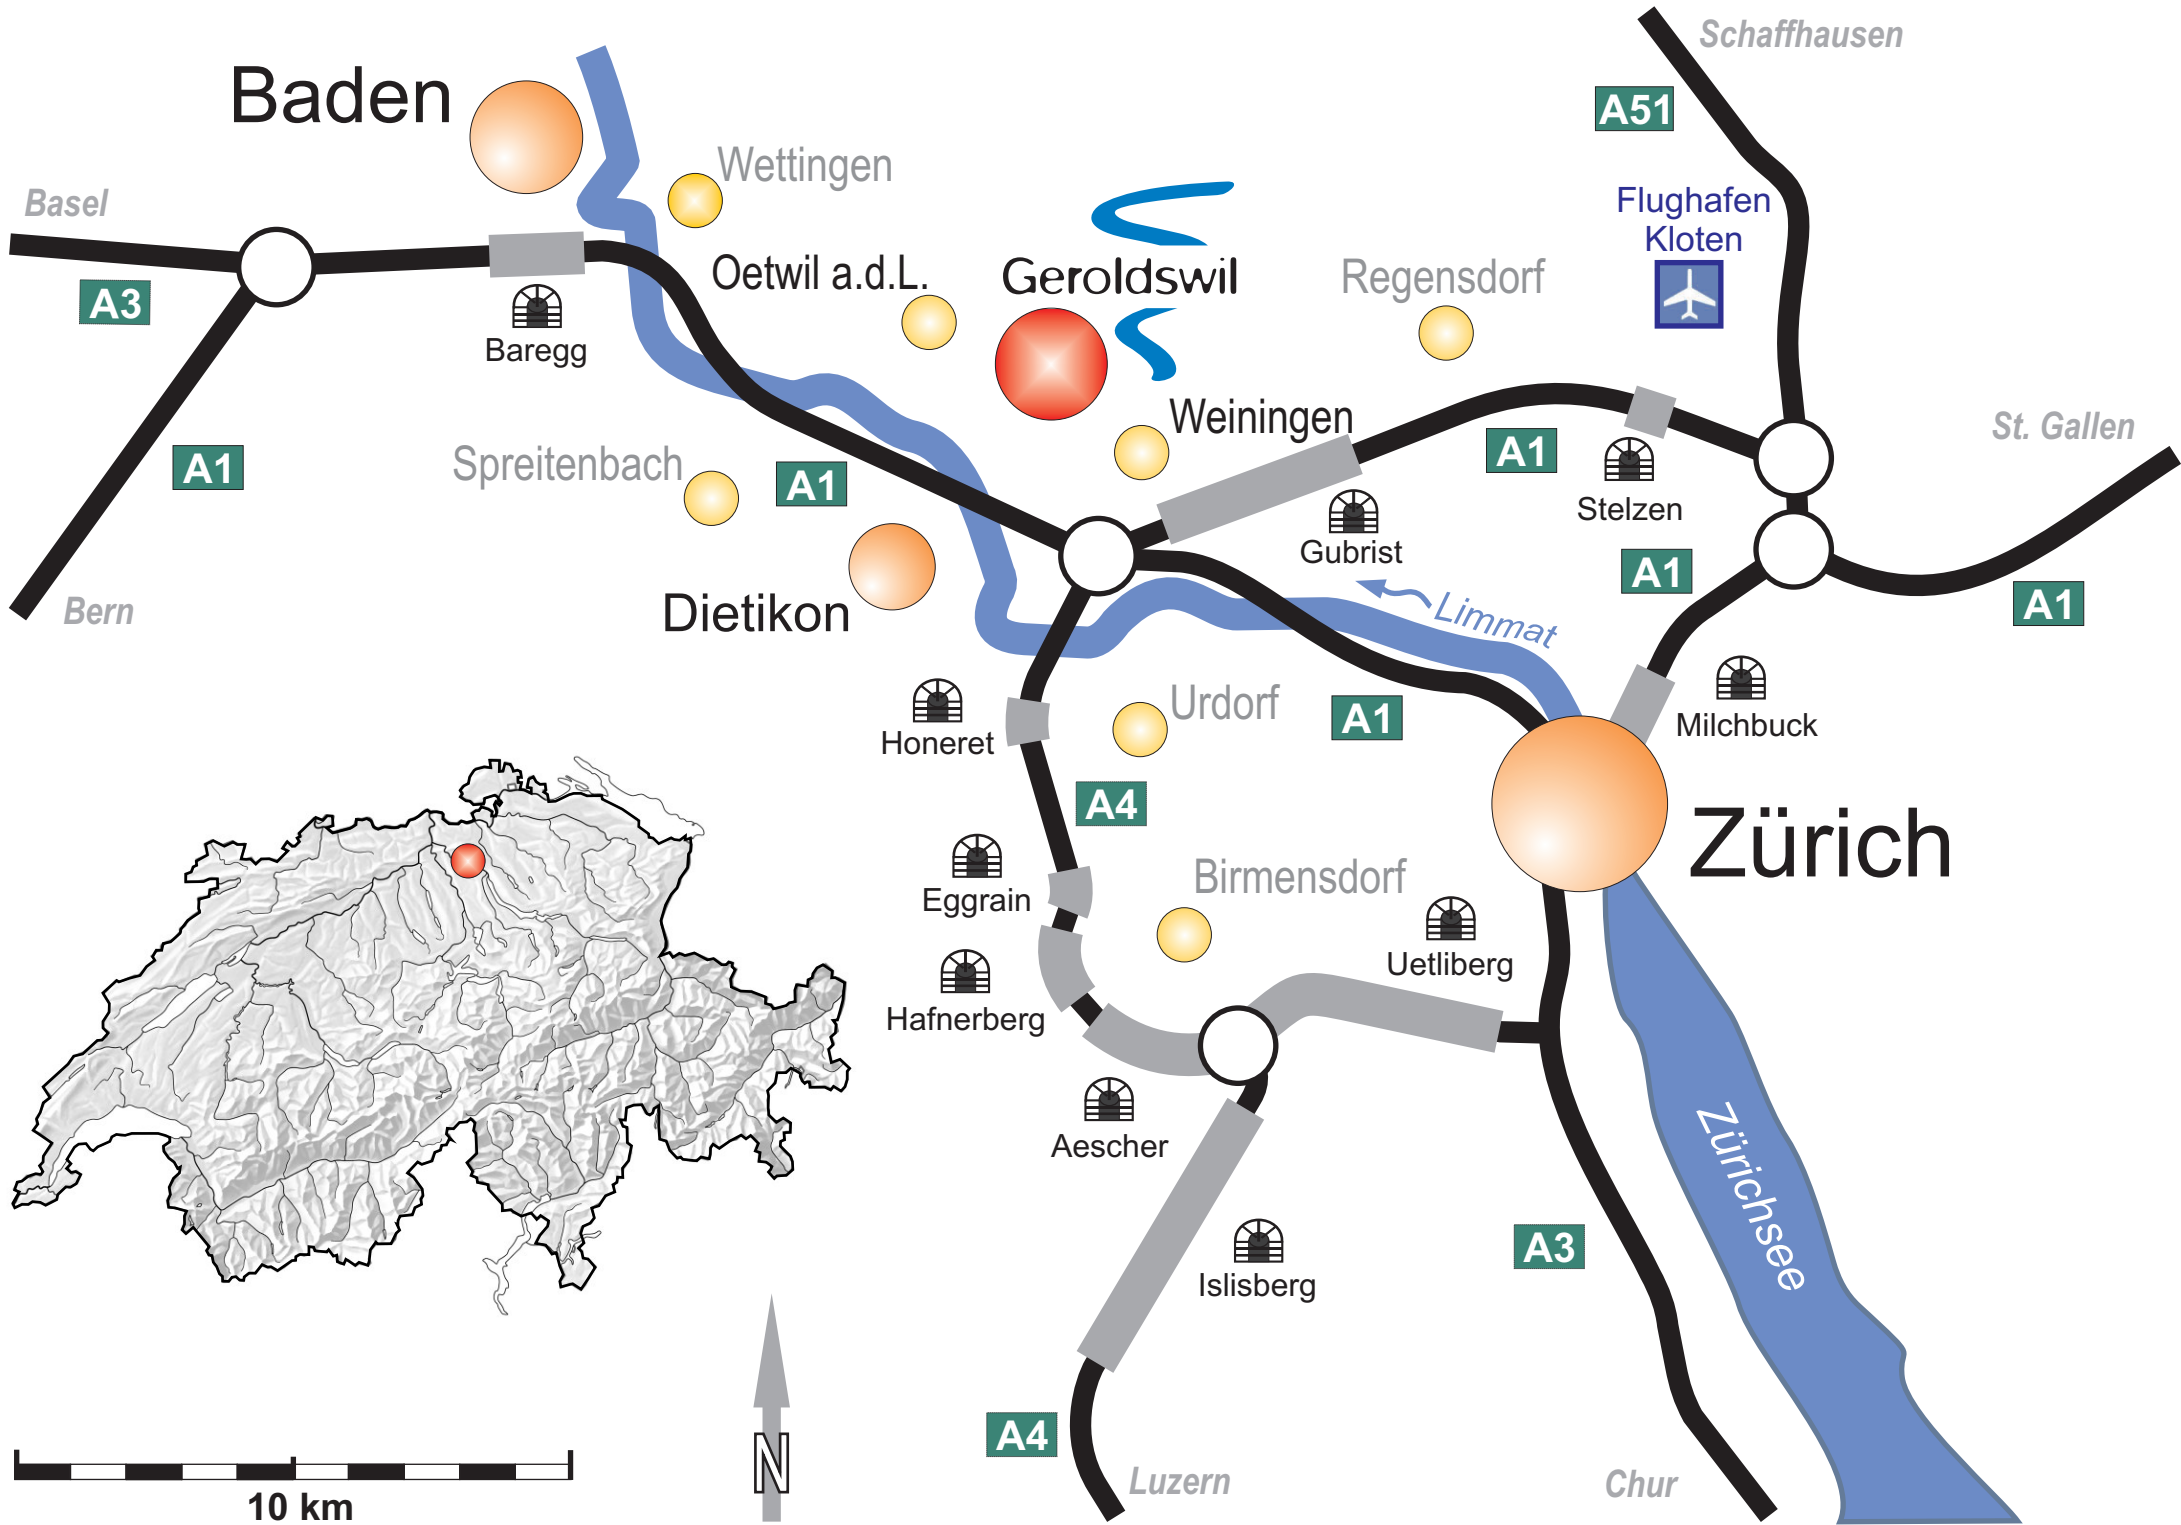 Schaffhausen
Baden
A51
Wettingen
Basel
Flughafen
Kloten
Oetwil a.d.L.
Geroldswil
Regensdorf
A3
Baregg
Weiningen
St. Gallen
A1
Spreitenbach
A1
A1
Stelzen
Gubrist
A1
Bern
Dietikon
Limmat
A1
Honeret
Urdorf
A1
Milchbuck
A4
Zürich
Eggrain
Birmensdorf
Uetliberg
Hafnerberg
Aescher
Zürichsee
A3
Islisberg
A4
N
Luzern
Chur
10 km